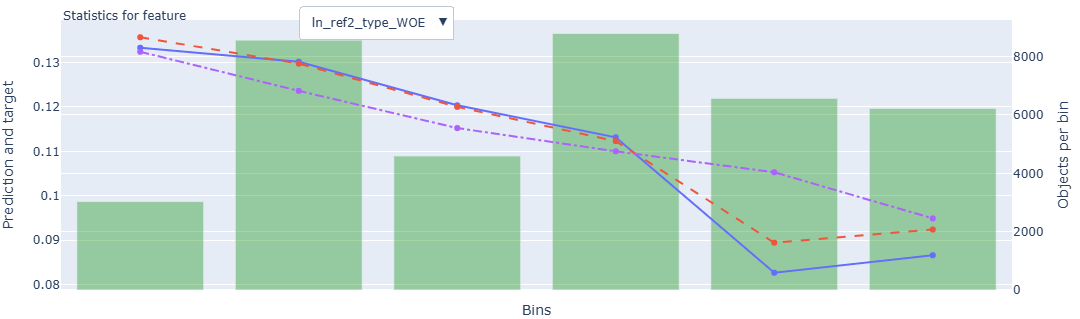 Statistics for feature
ln_ref2_type_WOE ▼
Prediction and target
0.13
0.12
0.11
0.1
0.09
0.08
8000
6000
4000
2000
0
Objects per bin
Bins